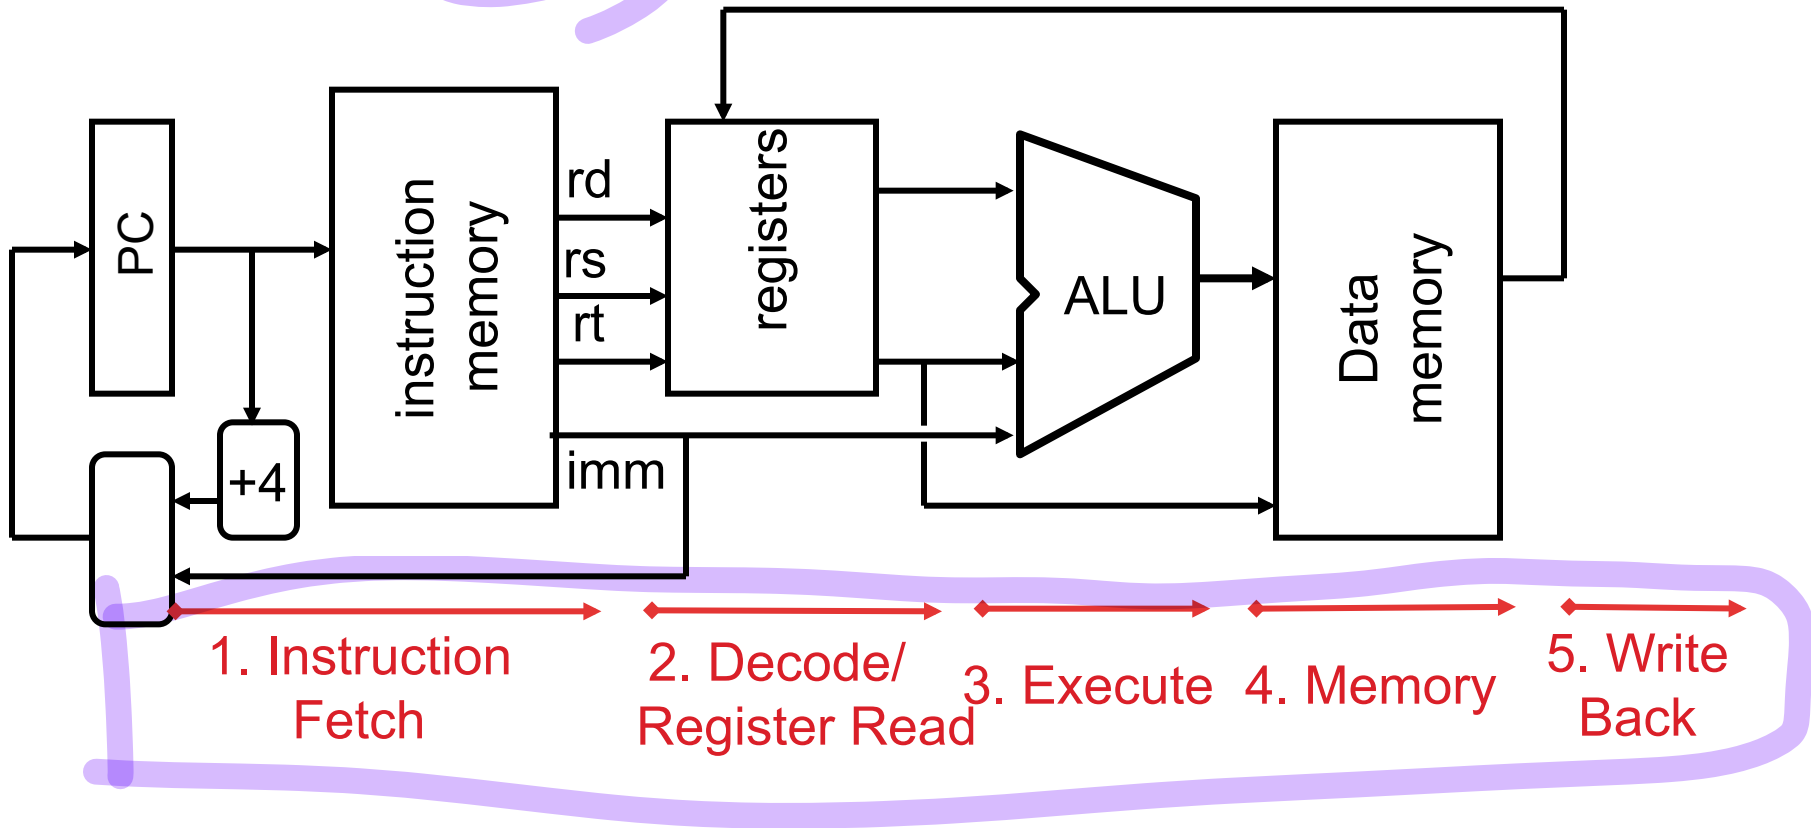 PC
+4
instruction
memory
rd
rs
rt
imm
registers
ALU
Data
memory
1. Instruction
Fetch
2. Decode/
Register Read
3. Execute
4. Memory
5. Write
Back